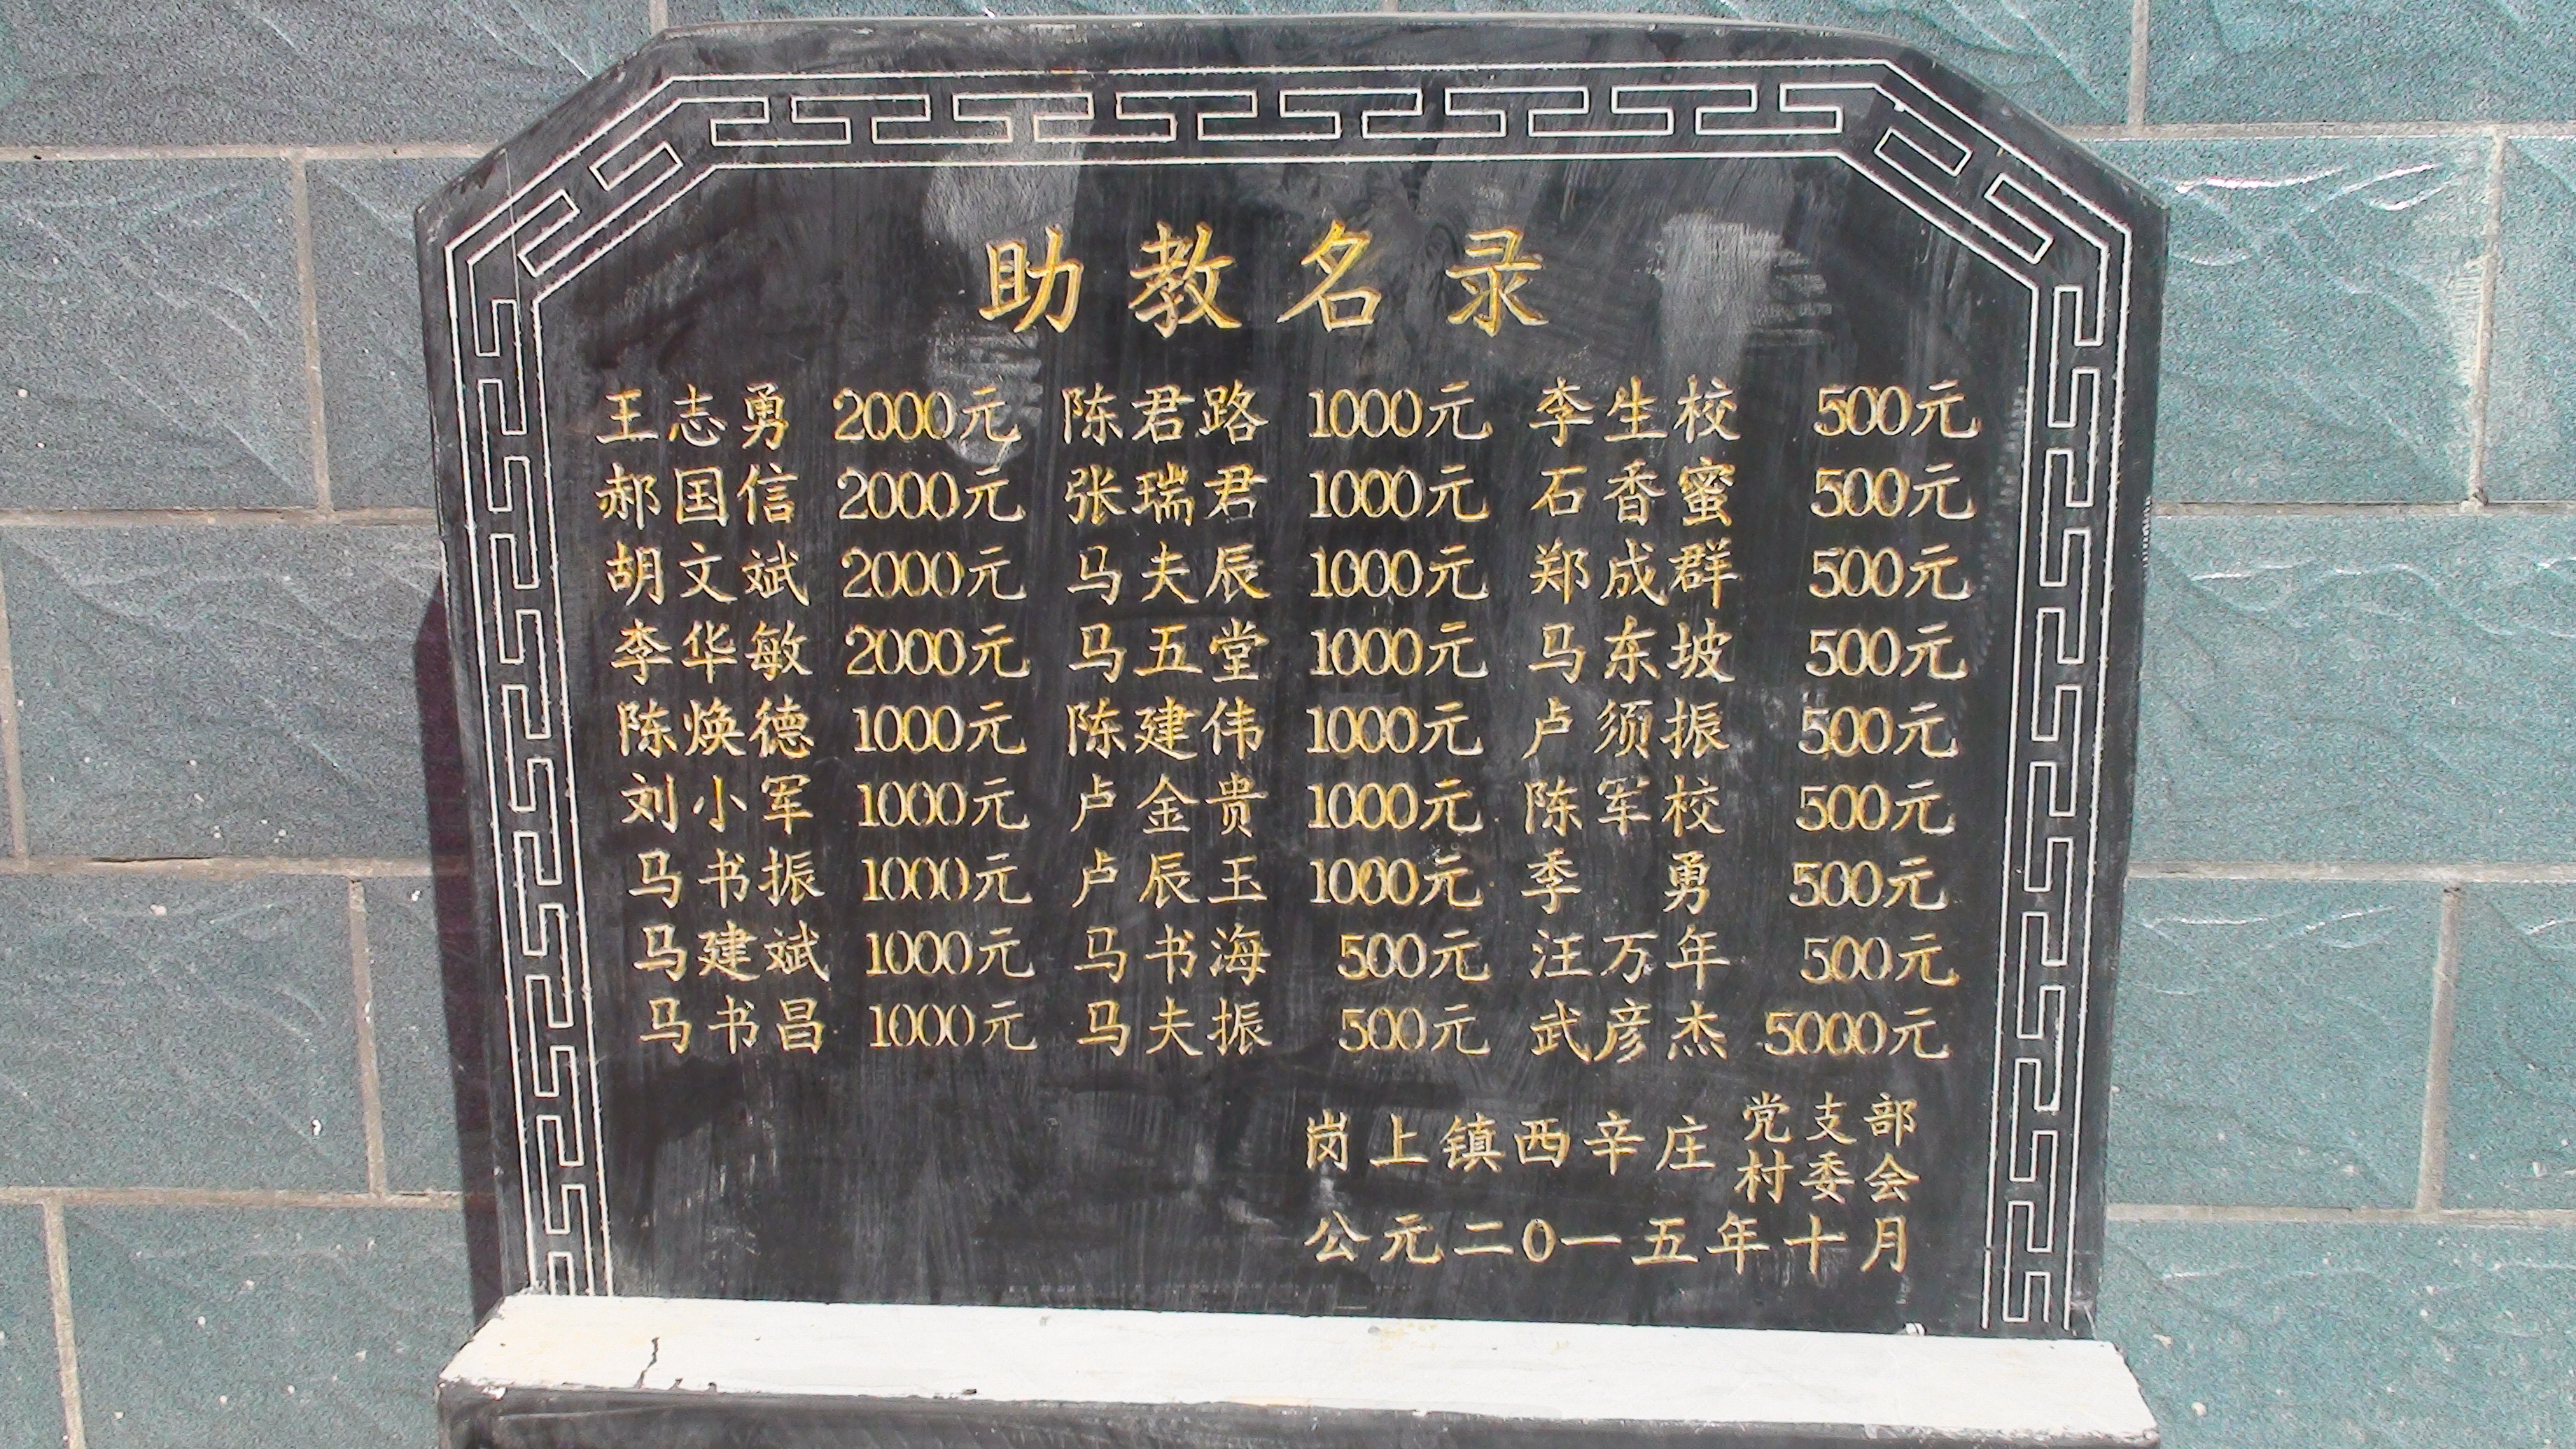 助教名录
王志勇 2000元 陈君路 1000元 李生校 500元
郝国信 2000元 张瑞君 1000元 石香蜜 500元
胡文斌 2000元 马夫辰 1000元 郑成群 500元
李华敏 2000元 马五堂 1000元 马东坡 500元
陈焕德 1000元 陈建伟 1000元 卢须振 500元
刘小军 1000元 卢金贵 1000元 陈军校 500元
马书振 1000元 卢辰玉 1000元 季勇 500元
马建斌 1000元 马书海 500元 汪万年 500元
马书昌 1000元 马夫振 500元 武彦杰 5000元
岗上镇西辛庄 党支部
村委会
公元二0一五年十月